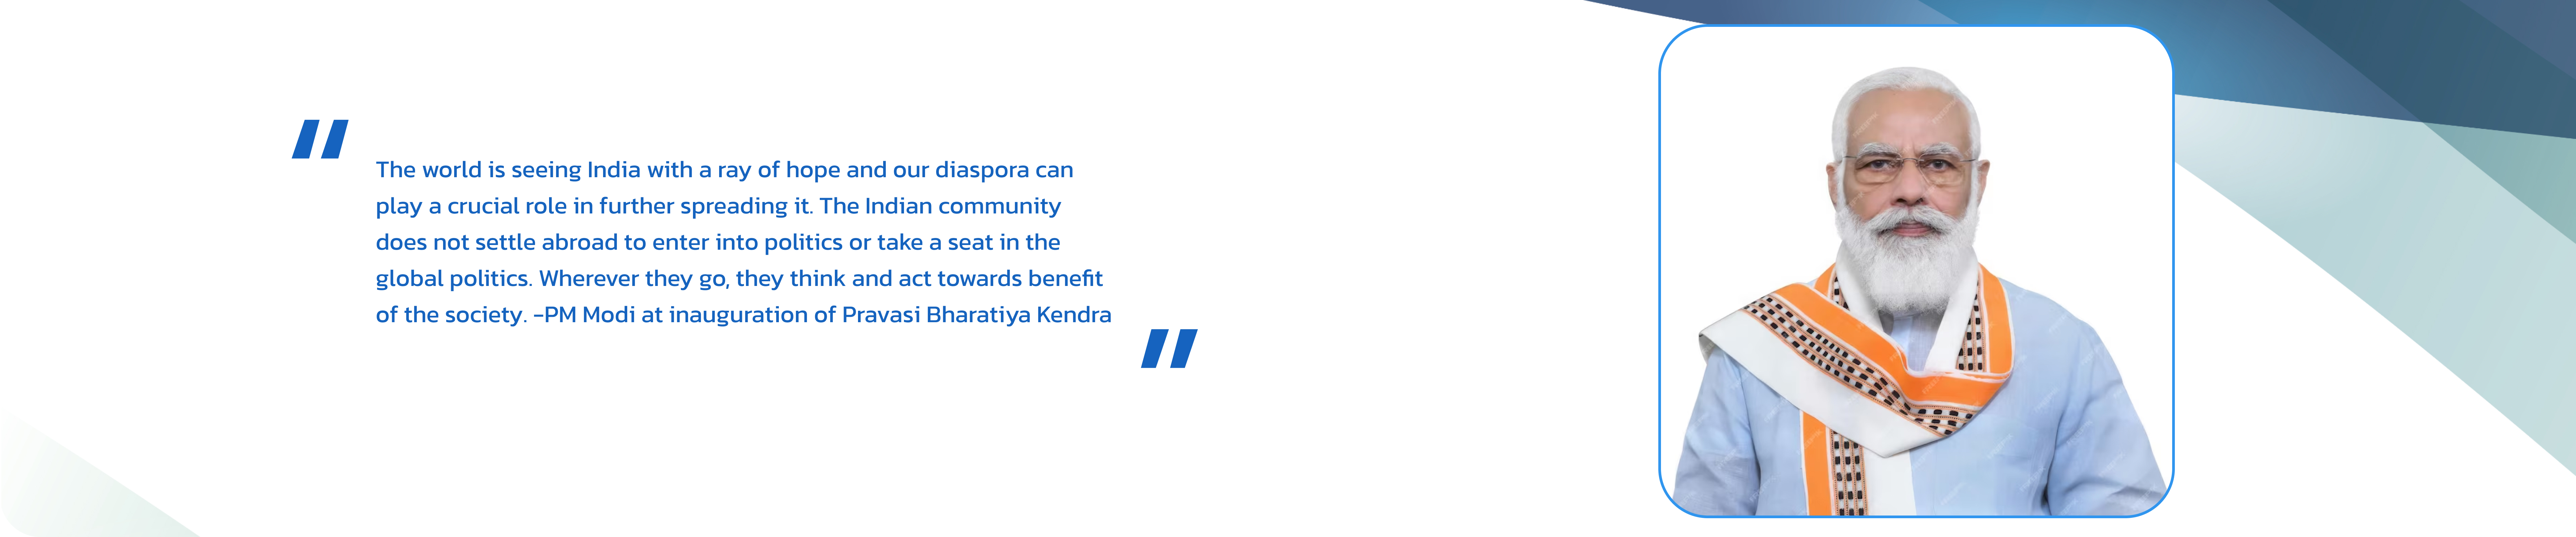 "
The world is seeing India with a ray of hope and our diaspora can
play a crucial role in further spreading it. The Indian community
does not settle abroad to enter into politics or take a seat in the
global politics. Wherever they go, they think and act towards benefit
of the society. -PM Modi at inauguration of Pravasi Bharatiya Kendra
"